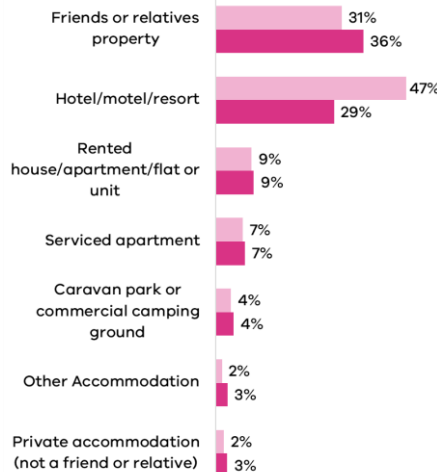 Friends or relatives
property
31%
36%
Hotel/motel/resort
47%
29%
Rented
house/apartment/flat or
unit
9%
9%
Serviced apartment
7%
7%
Caravan park or
commercial camping
ground
4%
4%
Other Accommodation
2%
3%
Private accommodation
(not a friend or relative)
2%
3%